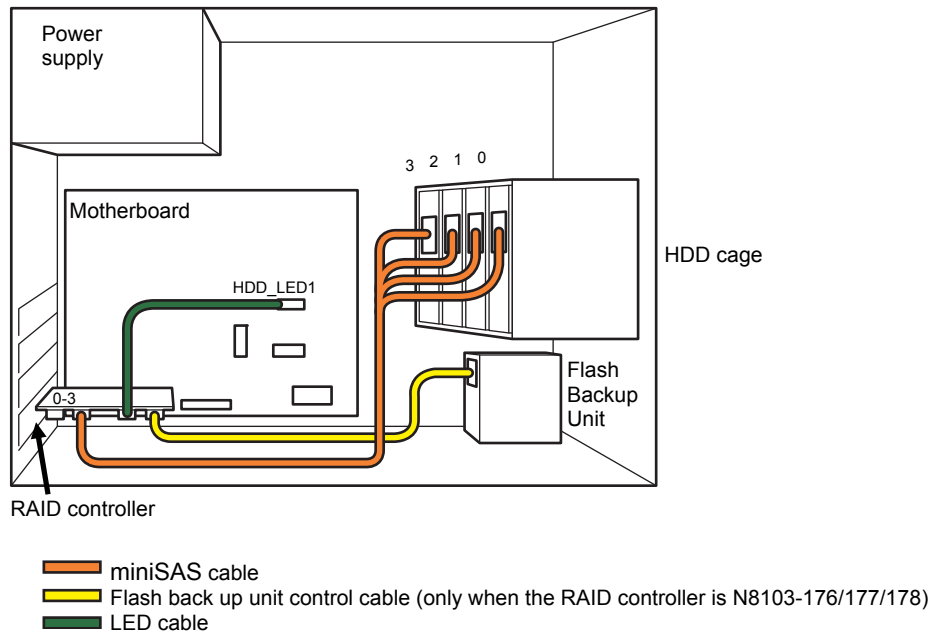 Power
supply
3 2 1 0
Motherboard
HDD_LED1
HDD cage
Flash
Backup
Unit
0-3
RAID controller
miniSAS cable
Flash back up unit control cable (only when the RAID controller is N8103-176/177/178)
LED cable